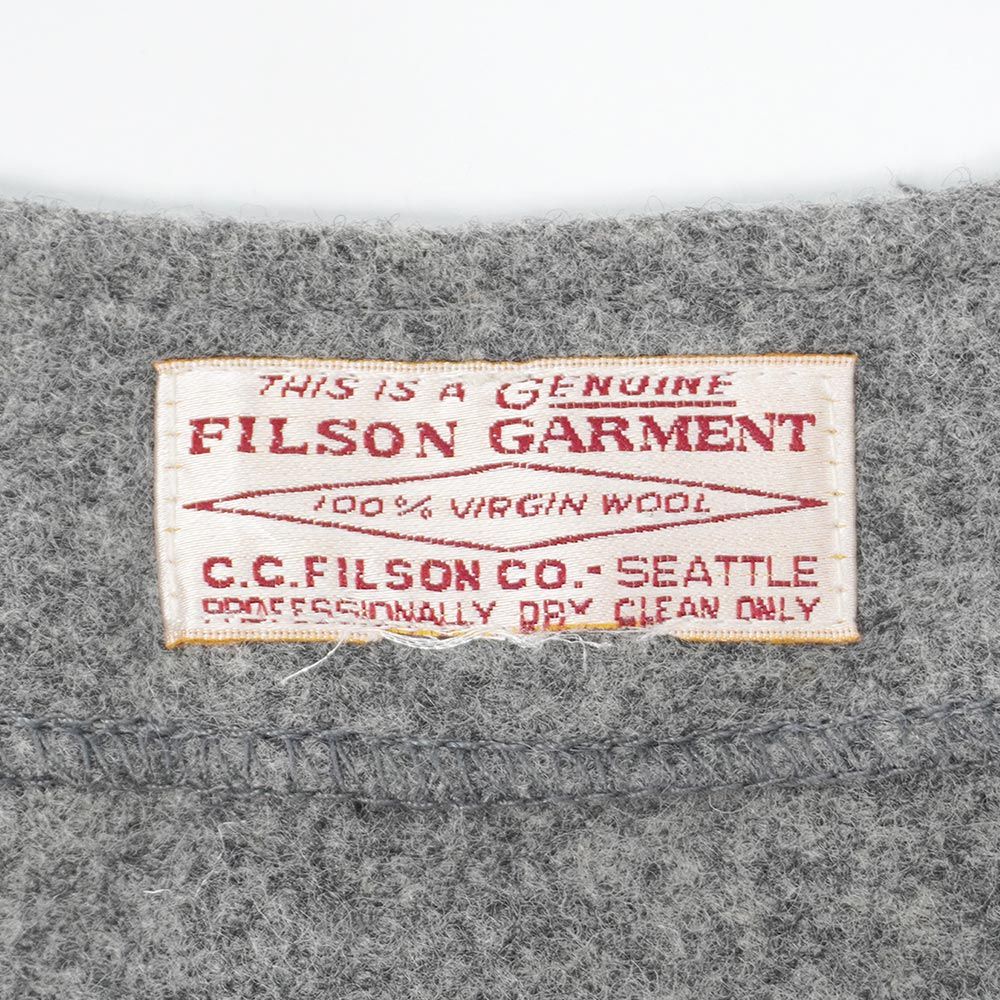 THIS IS A GENUINE
FILSON GARMENT
100% VIRGIN WOOL
C.C. FILSON CO. - SEATTLE
PROFESSIONALLY DRY CLEAN ONLY